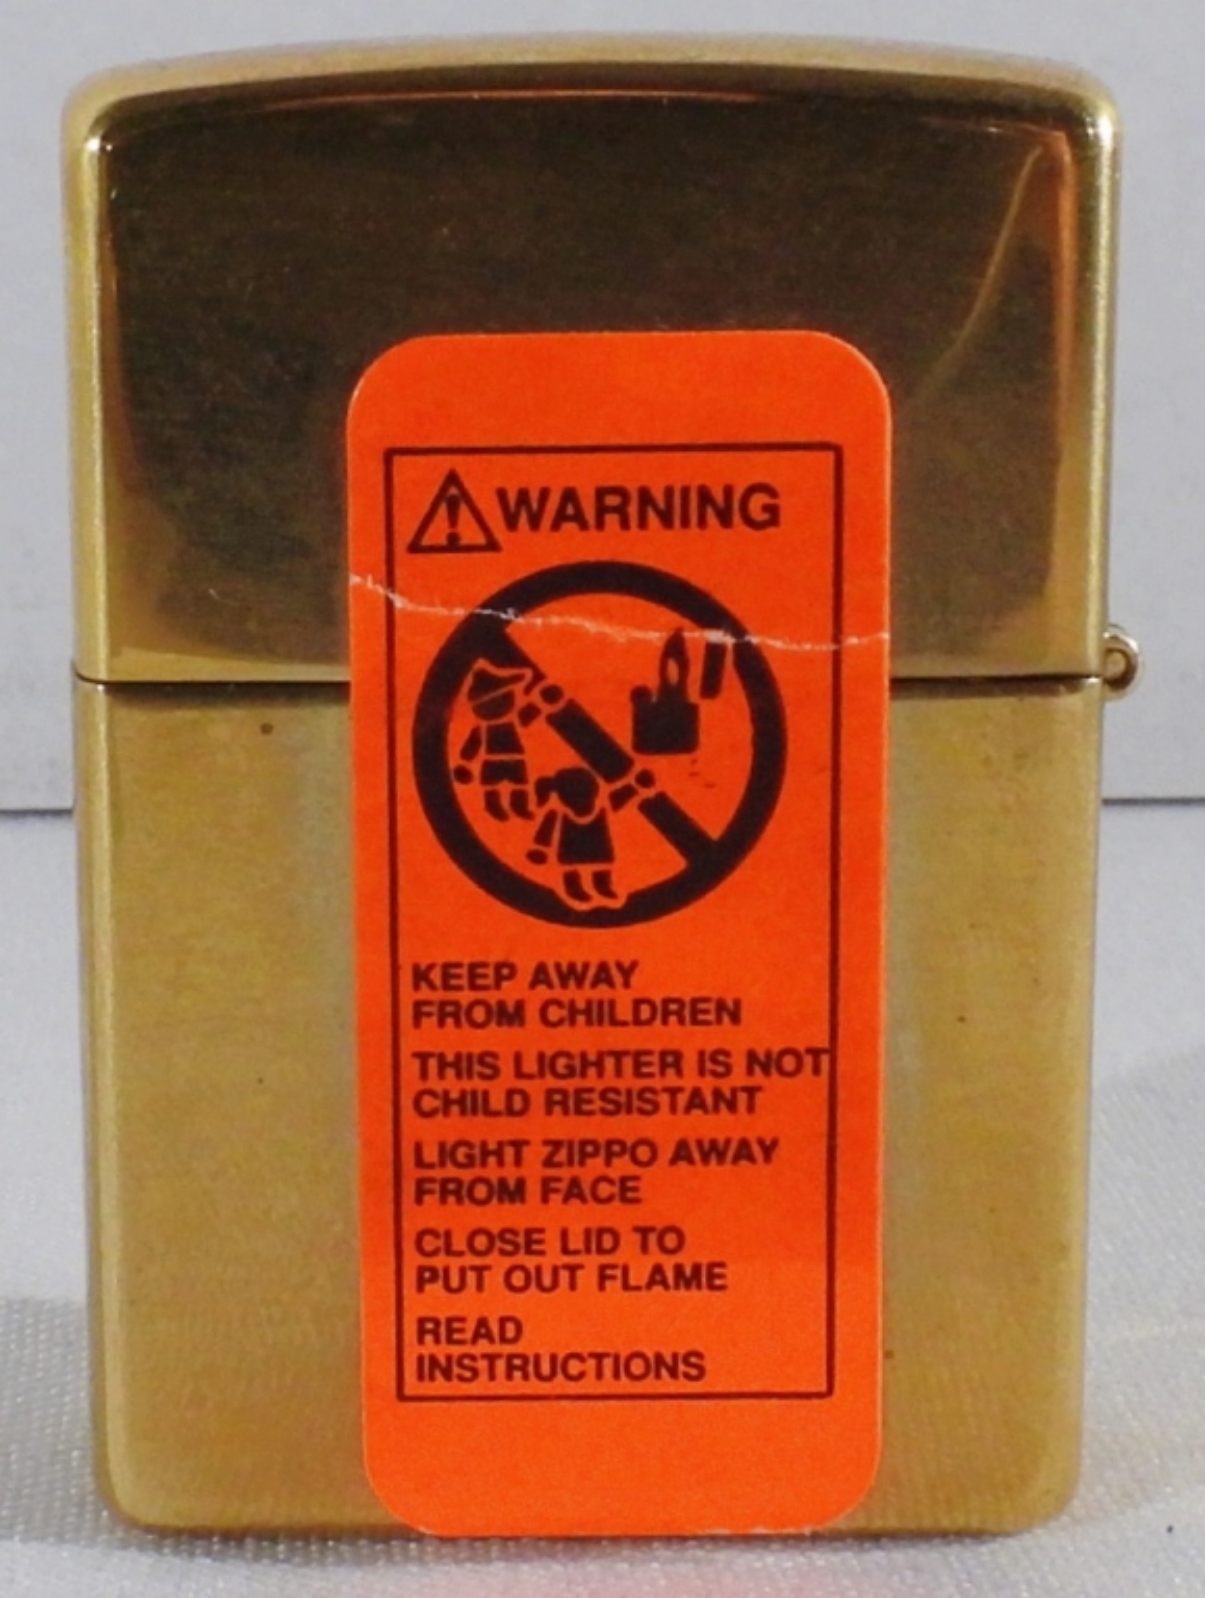 WARNING
KEEP AWAY
FROM CHILDREN
THIS LIGHTER IS NOT
CHILD RESISTANT
LIGHT ZIPPO AWAY
FROM FACE
CLOSE LID TO
PUT OUT FLAME
READ
INSTRUCTIONS